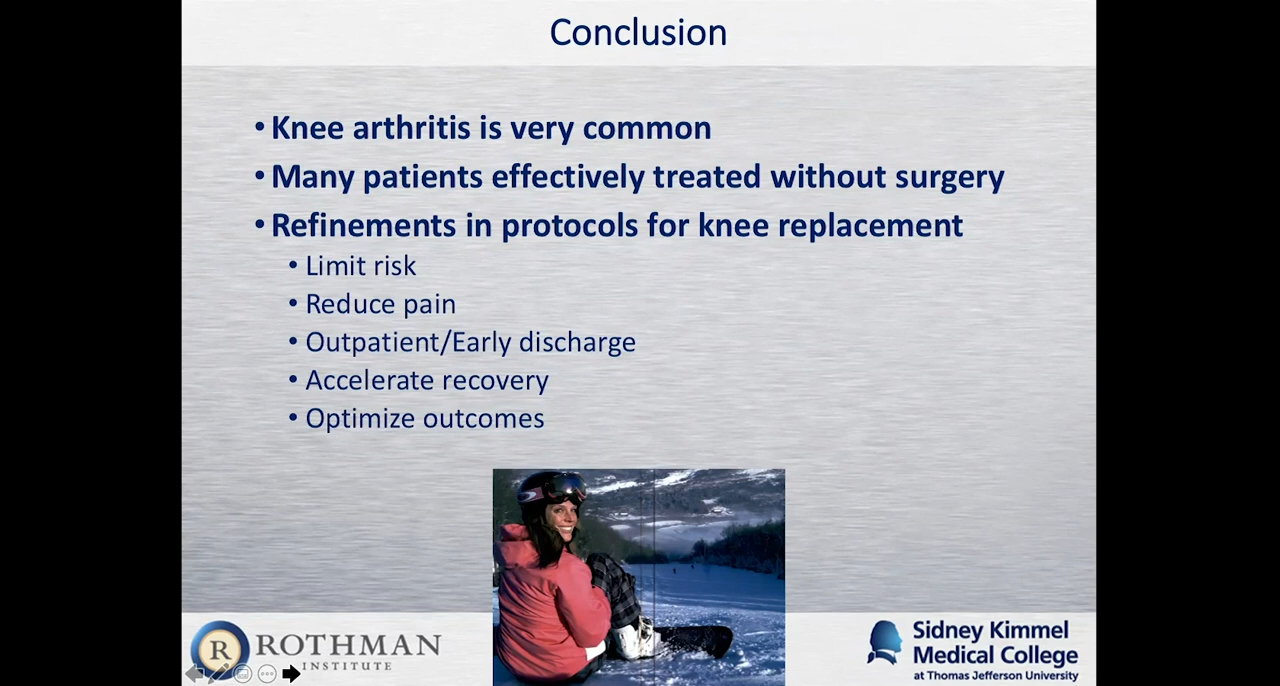 Conclusion
• Knee arthritis is very common
• Many patients effectively treated without surgery
• Refinements in protocols for knee replacement
• Limit risk
• Reduce pain
• Outpatient/Early discharge
• Accelerate recovery
• Optimize outcomes
R ROTHMAN
INSTITUTE
Sidney Kimmel
Medical College
at Thomas Jefferson University